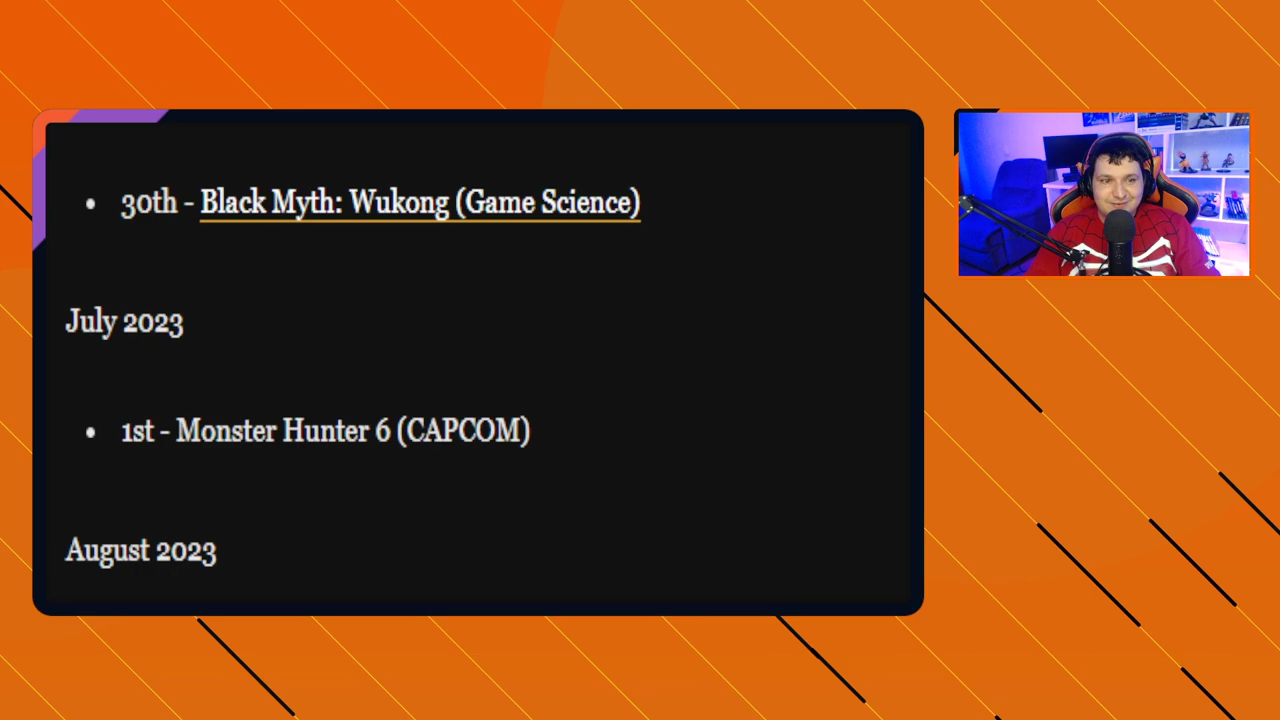 30th - Black Myth: Wukong (Game Science)
July 2023
1st - Monster Hunter 6 (CAPCOM)
August 2023